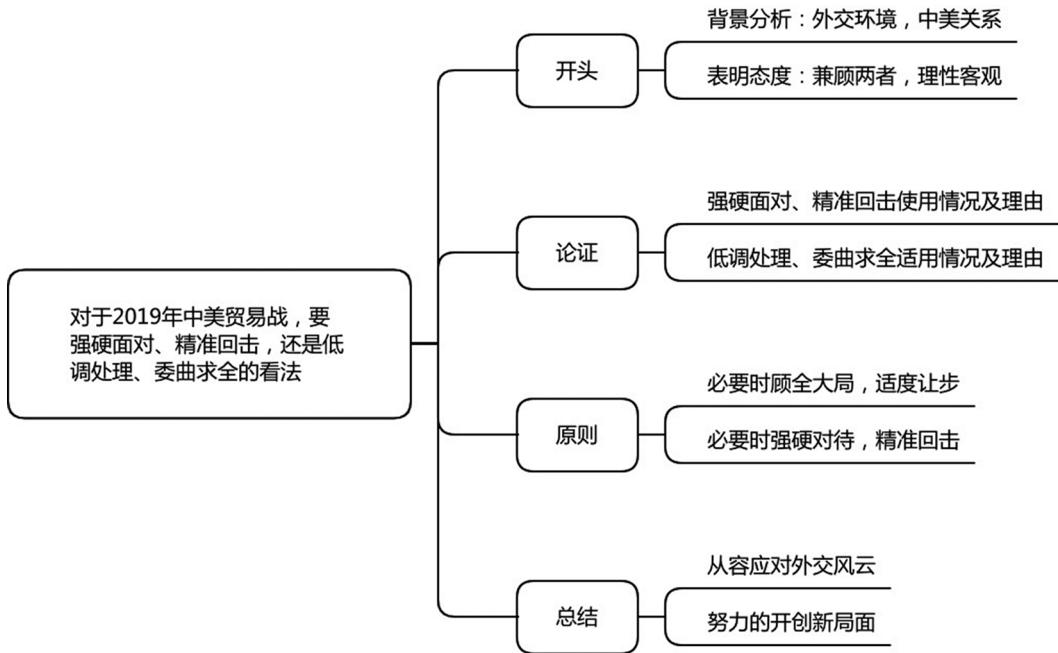 对于2019年中美贸易战，要
强硬面对、精准回击，还是低
调处理、委曲求全的看法
开头
背景分析：外交环境，中美关系
表明态度：兼顾两者，理性客观
论证
强硬面对、精准回击使用情况及理由
低调处理、委曲求全适用情况及理由
原则
必要时顾全大局，适度让步
必要时强硬对待，精准回击
总结
从容应对外交风云
努力的开创新局面